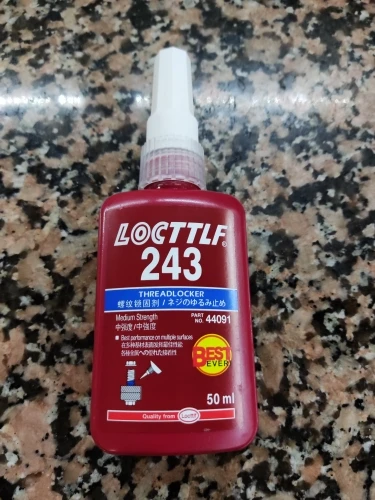 LOCTTLF®
243
THREADLOCKER
螺纹锁固剂 / ネジのゆるみ止め
Medium Strength
中强度/中強度
PART NO. 44091
Best performance on multiple surfaces
BEST
EVER
50 ml
Quality from